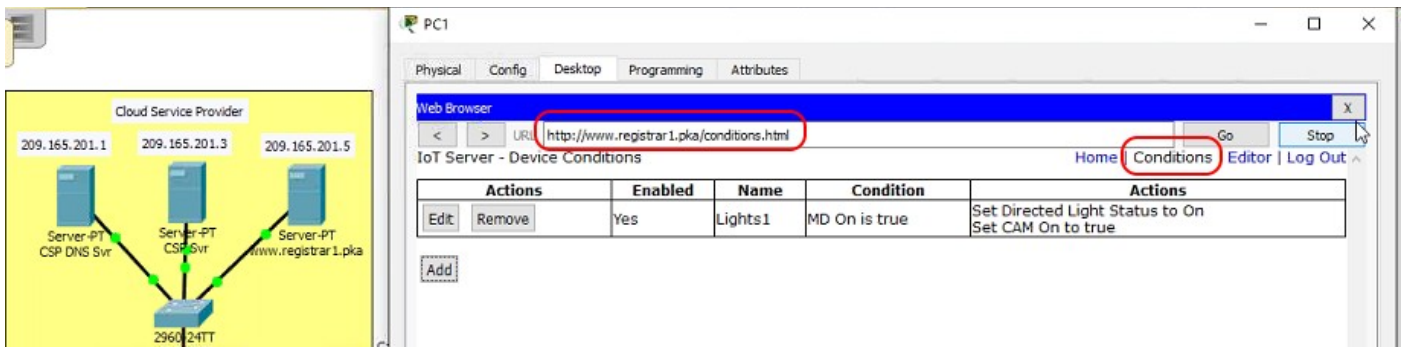 PC1
Physical Config Desktop Programming Attributes
Web Browser X
< > URL http://www.registrar1.pka/conditions.html Go Stop
IoT Server - Device Conditions Home | Conditions | Editor | Log Out
Actions Enabled Name Condition Actions
Edit Remove Yes Lights1 MD On is true Set Directed Light Status to On
Set CAM On to true
Add
Cloud Service Provider
209.165.201.1 209.165.201.3 209.165.201.5
Server-PT Server-PT Server-PT
CSP DNS Svr CSP Svr www.registrar1.pka
2960-24TT